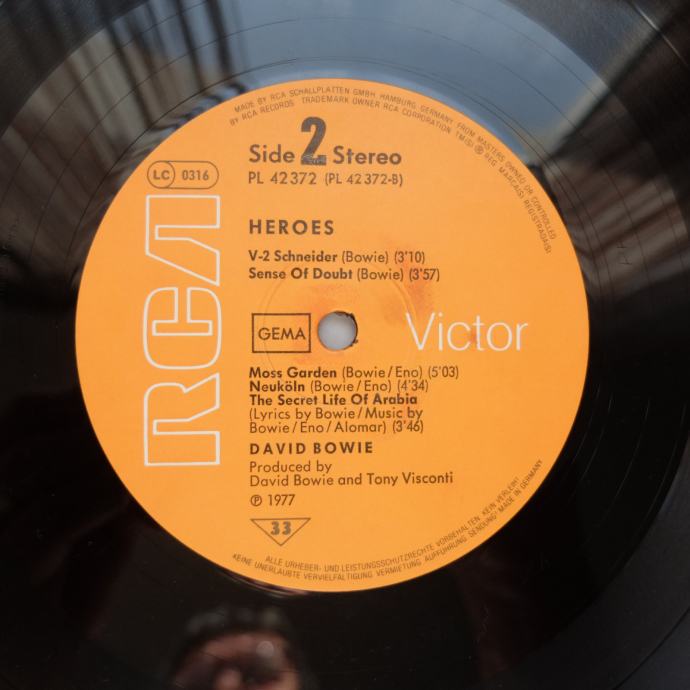 MADE BY RCA SCHALLPLATTEN GMBH HAMBURG, GERMANY, FROM MASTERS OWNED OR CONTROLLED
BY RCA RECORDS TRADEMARK OWNER RCA CORPORATION TM(S) ® REG. MARCA(S) REGISTRADA(S)
Side 2 Stereo
PL 42372 (PL 42372-B)
LC 0316
RCA
HEROES
V-2 Schneider (Bowie) (3'10)
Sense Of Doubt (Bowie) (3'57)
GEMA
Victor
Moss Garden (Bowie/Eno) (5'03)
Neuköln (Bowie/Eno) (4'34)
The Secret Life Of Arabia
(Lyrics by Bowie/Music by
Bowie/Eno/Alomar) (3'46)
DAVID BOWIE
Produced by
David Bowie and Tony Visconti
℗ 1977
33
ALLE URHEBER- UND LEISTUNGSSCHUTZRECHTE VORBEHALTEN. KEIN VERLEIH!
KEINE UNERLAUBTE VERVIELFÄLTIGUNG, VERMIETUNG, AUFFÜHRUNG, SENDUNG! MADE IN GERMANY